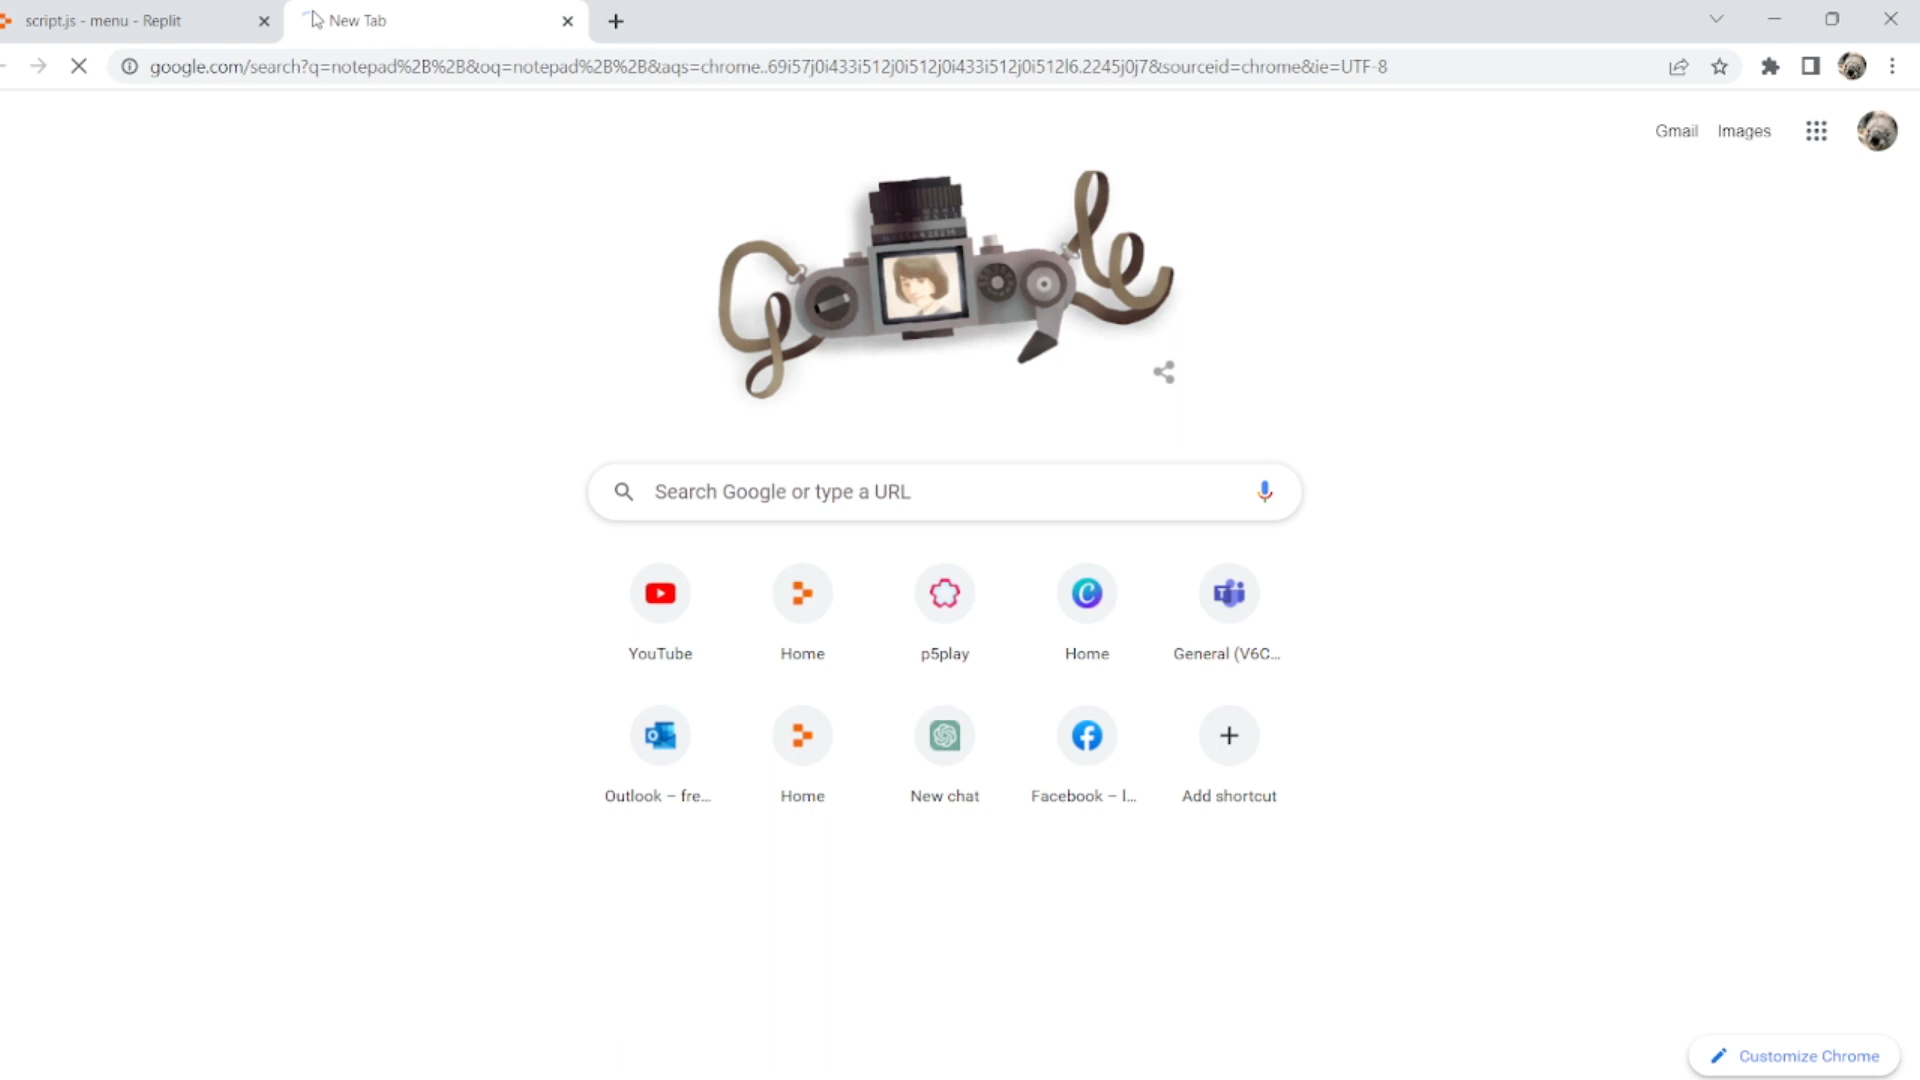 script.js - menu - Replit
New Tab
google.com/search?q=notepad%2B%2B&oq=notepad%2B%2B&aqs=chrome..69i57j0i433i512j0i512j0i433i512j0i512l6.2245j0j7&sourceid=chrome&ie=UTF-8
Gmail Images
Search Google or type a URL
YouTube Home p5play Home General (V6C...
Outlook – fre... Home New chat Facebook – l... Add shortcut
Customize Chrome